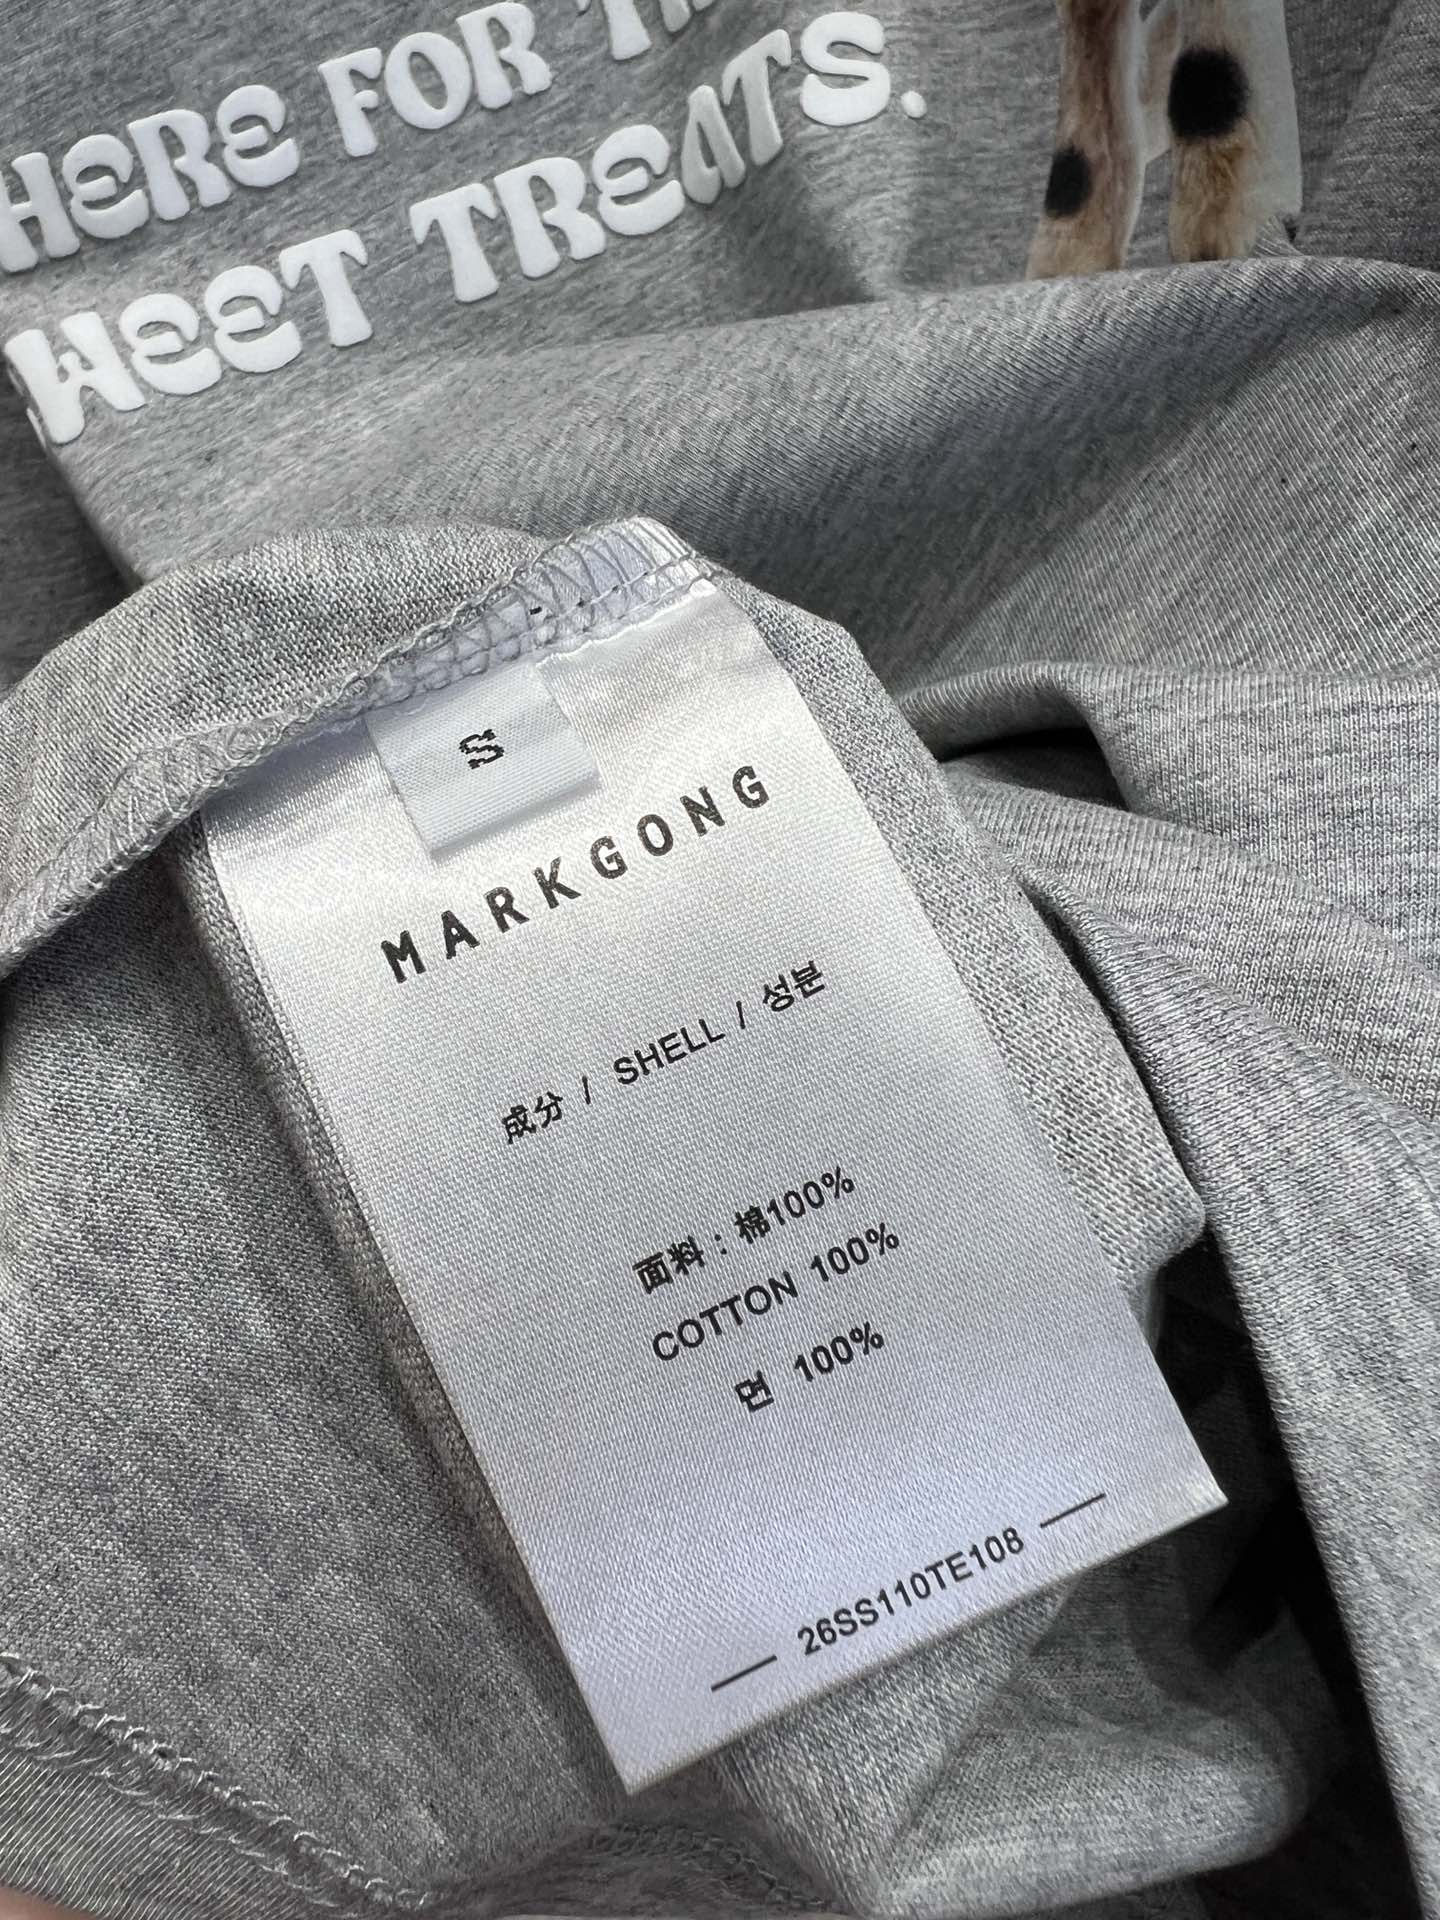 HERE FOR
WEET TREATS.
S
MARKGONG
成分 / SHELL / 성분
面料：棉100%
COTTON 100%
면 100%
26SS110TE108